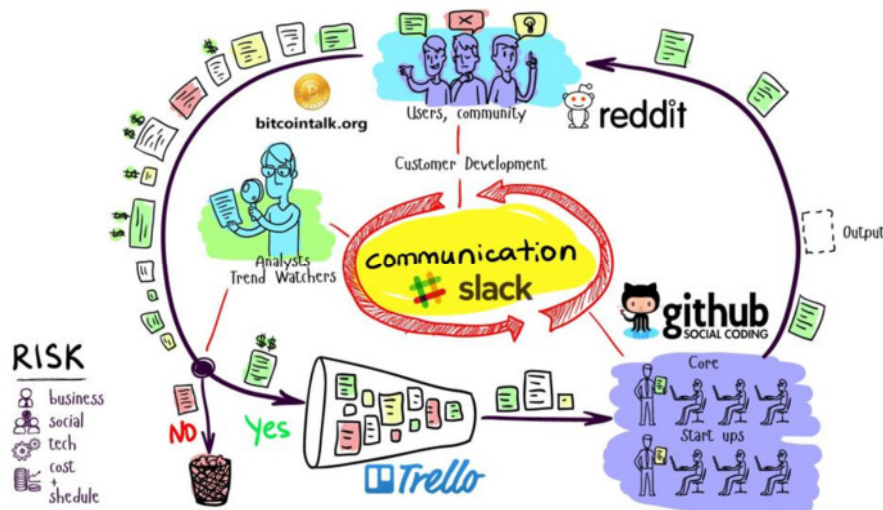 bitcointalk.org
Users, community
reddit
Customer Development
Analysts
Trend Watchers
communication
slack
Output
github
SOCIAL CODING
Core
Start ups
RISK
business
social
tech
cost
+
shedule
NO
Yes
Trello
$
$
$
$
$
$
$
$$